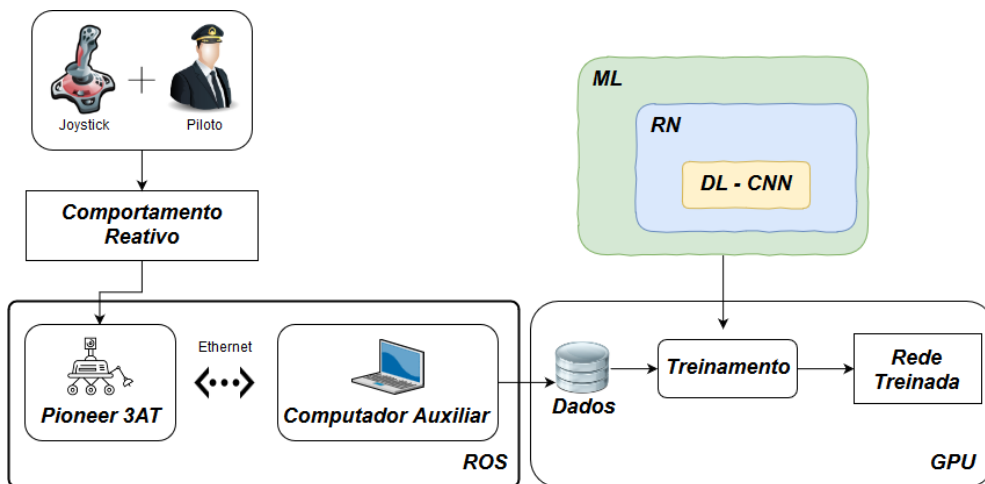 Joystick
Piloto
Comportamento
Reativo
ML
RN
DL - CNN
Ethernet
Pioneer 3AT
Computador Auxiliar
ROS
Dados
Treinamento
Rede
Treinada
GPU